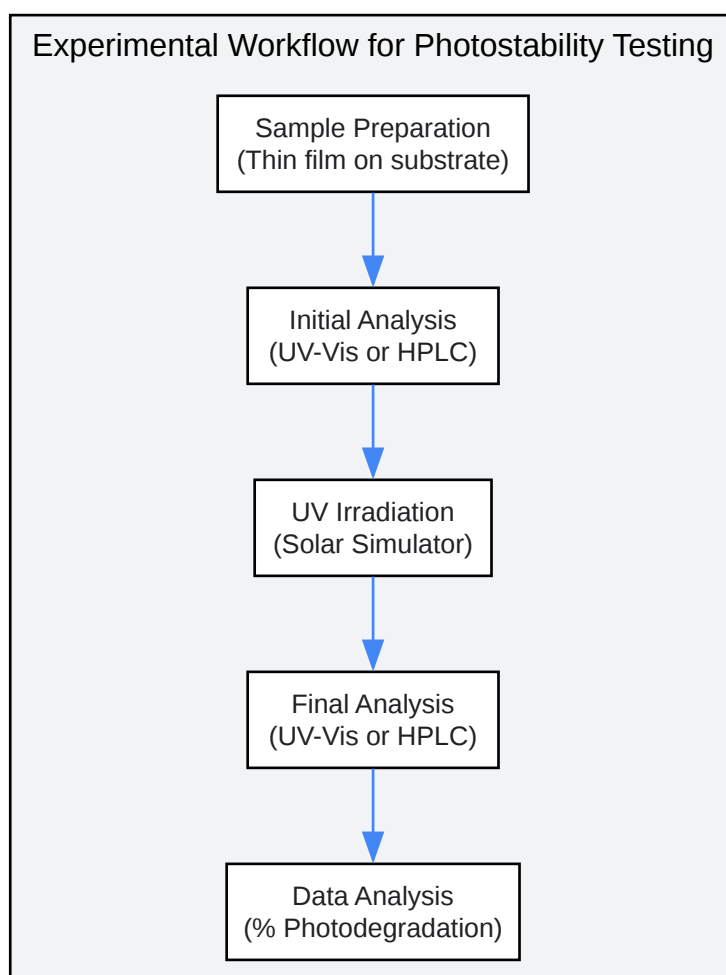 Experimental Workflow for Photostability Testing
Sample Preparation
(Thin film on substrate)
Initial Analysis
(UV-Vis or HPLC)
UV Irradiation
(Solar Simulator)
Final Analysis
(UV-Vis or HPLC)
Data Analysis
(% Photodegradation)